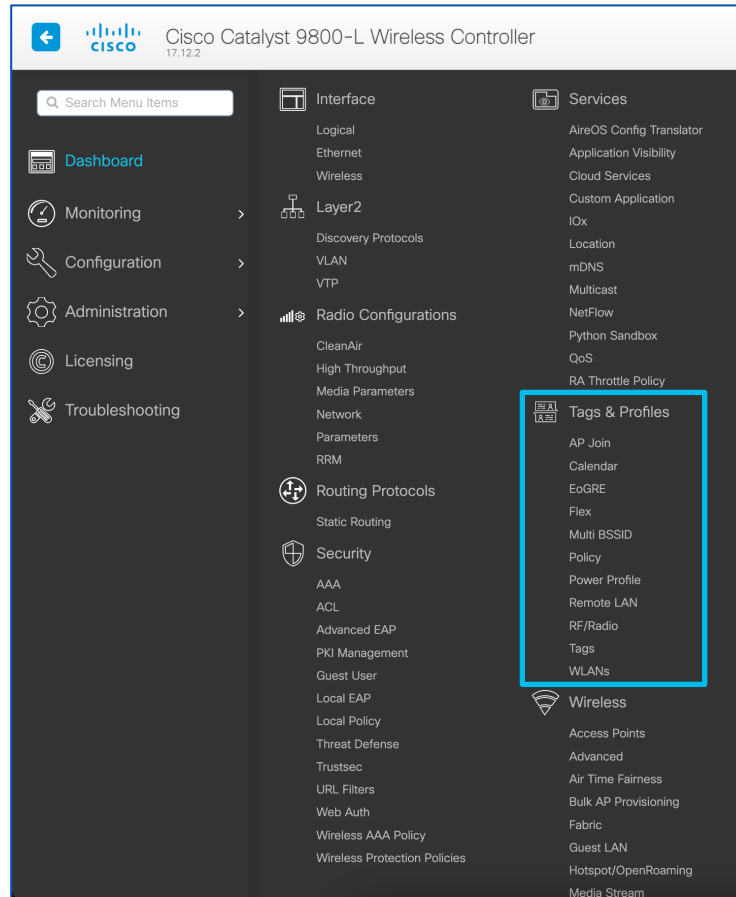 CISCO
Cisco Catalyst 9800-L Wireless Controller
17.12.2
Search Menu Items
Dashboard
Monitoring
Configuration
Administration
Licensing
Troubleshooting
Interface
Logical
Ethernet
Wireless
Layer2
Discovery Protocols
VLAN
VTP
Radio Configurations
CleanAir
High Throughput
Media Parameters
Network
Parameters
RRM
Routing Protocols
Static Routing
Security
AAA
ACL
Advanced EAP
PKI Management
Guest User
Local EAP
Local Policy
Threat Defense
Trustsec
URL Filters
Web Auth
Wireless AAA Policy
Wireless Protection Policies
Services
AireOS Config Translator
Application Visibility
Cloud Services
Custom Application
IOx
Location
mDNS
Multicast
NetFlow
Python Sandbox
QoS
RA Throttle Policy
Tags & Profiles
AP Join
Calendar
EoGRE
Flex
Multi BSSID
Policy
Power Profile
Remote LAN
RF/Radio
Tags
WLANs
Wireless
Access Points
Advanced
Air Time Fairness
Bulk AP Provisioning
Fabric
Guest LAN
Hotspot/OpenRoaming
Media Stream